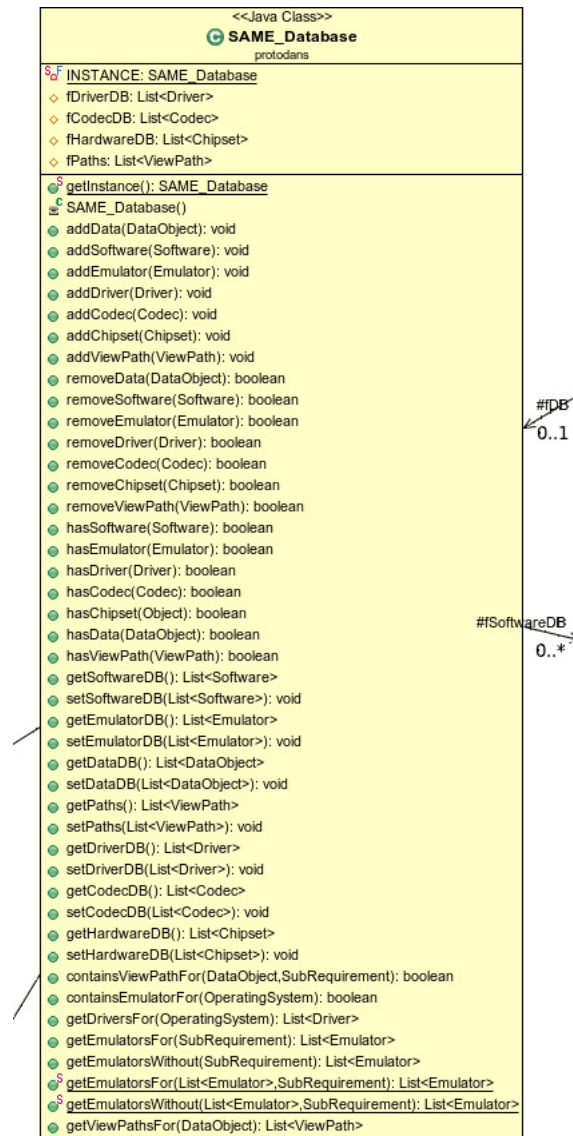 <<Java Class>>
SAME_Database
protodans
INSTANCE: SAME_Database
fDriverDB: List<Driver>
fCodecDB: List<Codec>
fHardwareDB: List<Chipset>
fPaths: List<ViewPath>
getInstance(): SAME_Database
SAME_Database()
addData(DataObject): void
addSoftware(Software): void
addEmulator(Emulator): void
addDriver(Driver): void
addCodec(Codec): void
addChipset(Chipset): void
addViewPath(ViewPath): void
removeData(DataObject): boolean
removeSoftware(Software): boolean
removeEmulator(Emulator): boolean
removeDriver(Driver): boolean
removeCodec(Codec): boolean
removeChipset(Chipset): boolean
removeViewPath(ViewPath): boolean
hasSoftware(Software): boolean
hasEmulator(Emulator): boolean
hasDriver(Driver): boolean
hasCodec(Codec): boolean
hasChipset(Object): boolean
hasData(DataObject): boolean
hasViewPath(ViewPath): boolean
getSoftwareDB(): List<Software>
setSoftwareDB(List<Software>): void
getEmulatorDB(): List<Emulator>
setEmulatorDB(List<Emulator>): void
getDataDB(): List<DataObject>
setDataDB(List<DataObject>): void
getPaths(): List<ViewPath>
setPaths(List<ViewPath>): void
getDriverDB(): List<Driver>
setDriverDB(List<Driver>): void
getCodecDB(): List<Codec>
setCodecDB(List<Codec>): void
getHardwareDB(): List<Chipset>
setHardwareDB(List<Chipset>): void
containsViewPathFor(DataObject,SubRequirement): boolean
containsEmulatorFor(OperatingSystem): boolean
getDriversFor(OperatingSystem): List<Driver>
getEmulatorsFor(SubRequirement): List<Emulator>
getEmulatorsWithout(SubRequirement): List<Emulator>
getEmulatorsFor(List<Emulator>,SubRequirement): List<Emulator>
getEmulatorsWithout(List<Emulator>,SubRequirement): List<Emulator>
getViewPathsFor(DataObject): List<ViewPath>
#fDB
0..1
#fSoftwareDB
0..*